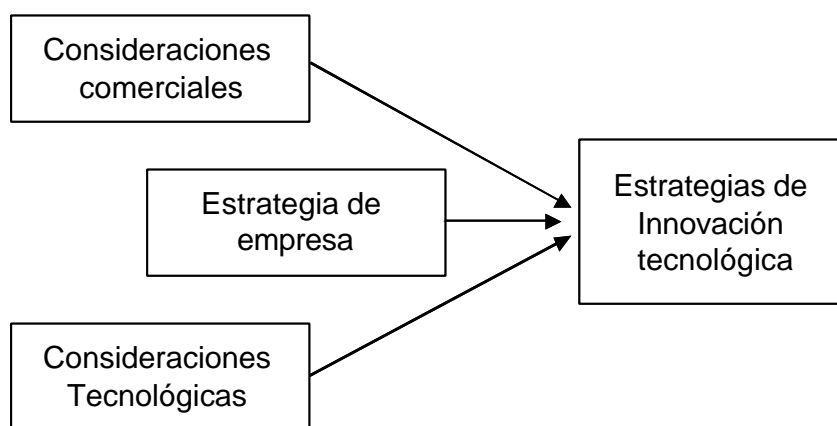 Consideraciones
comerciales
Estrategia de
empresa
Consideraciones
Tecnológicas
Estrategias de
Innovación
tecnológica